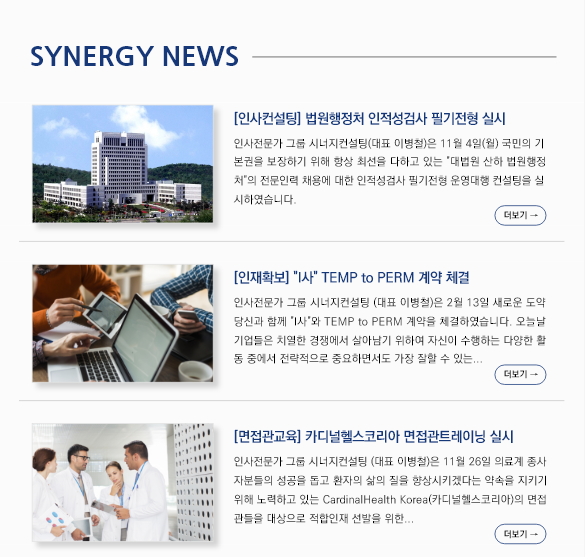 SYNERGY NEWS
[인사컨설팅] 법원행정처 인적성검사 필기전형 실시
인사전문가 그룹 시너지컨설팅(대표 이병철)은 11월 4일(월) 국민의 기
본권을 보장하기 위해 항상 최선을 다하고 있는 "대법원 산하 법원행정
처"의 전문인력 채용에 대한 인적성검사 필기전형 운영대행 컨설팅을 실
시하였습니다.
더보기 →
[인재확보] "I사" TEMP to PERM 계약 체결
인사전문가 그룹 시너지컨설팅 (대표 이병철)은 2월 13일 새로운 도약
당신과 함께 "I사"와 TEMP to PERM 계약을 체결하였습니다. 오늘날
기업들은 치열한 경쟁에서 살아남기 위하여 자신이 수행하는 다양한 활
동 중에서 전략적으로 중요하면서도 가장 잘할 수 있는...
더보기 →
[면접관교육] 카디널헬스코리아 면접관트레이닝 실시
인사전문가 그룹 시너지컨설팅 (대표 이병철)은 11월 26일 의료계 종사
자분들의 성공을 돕고 환자의 삶의 질을 향상시키겠다는 약속을 지키기
위해 노력하고 있는 CardinalHealth Korea(카디널헬스코리아)의 면접
관들을 대상으로 적합인재 선발을 위한...
더보기 →